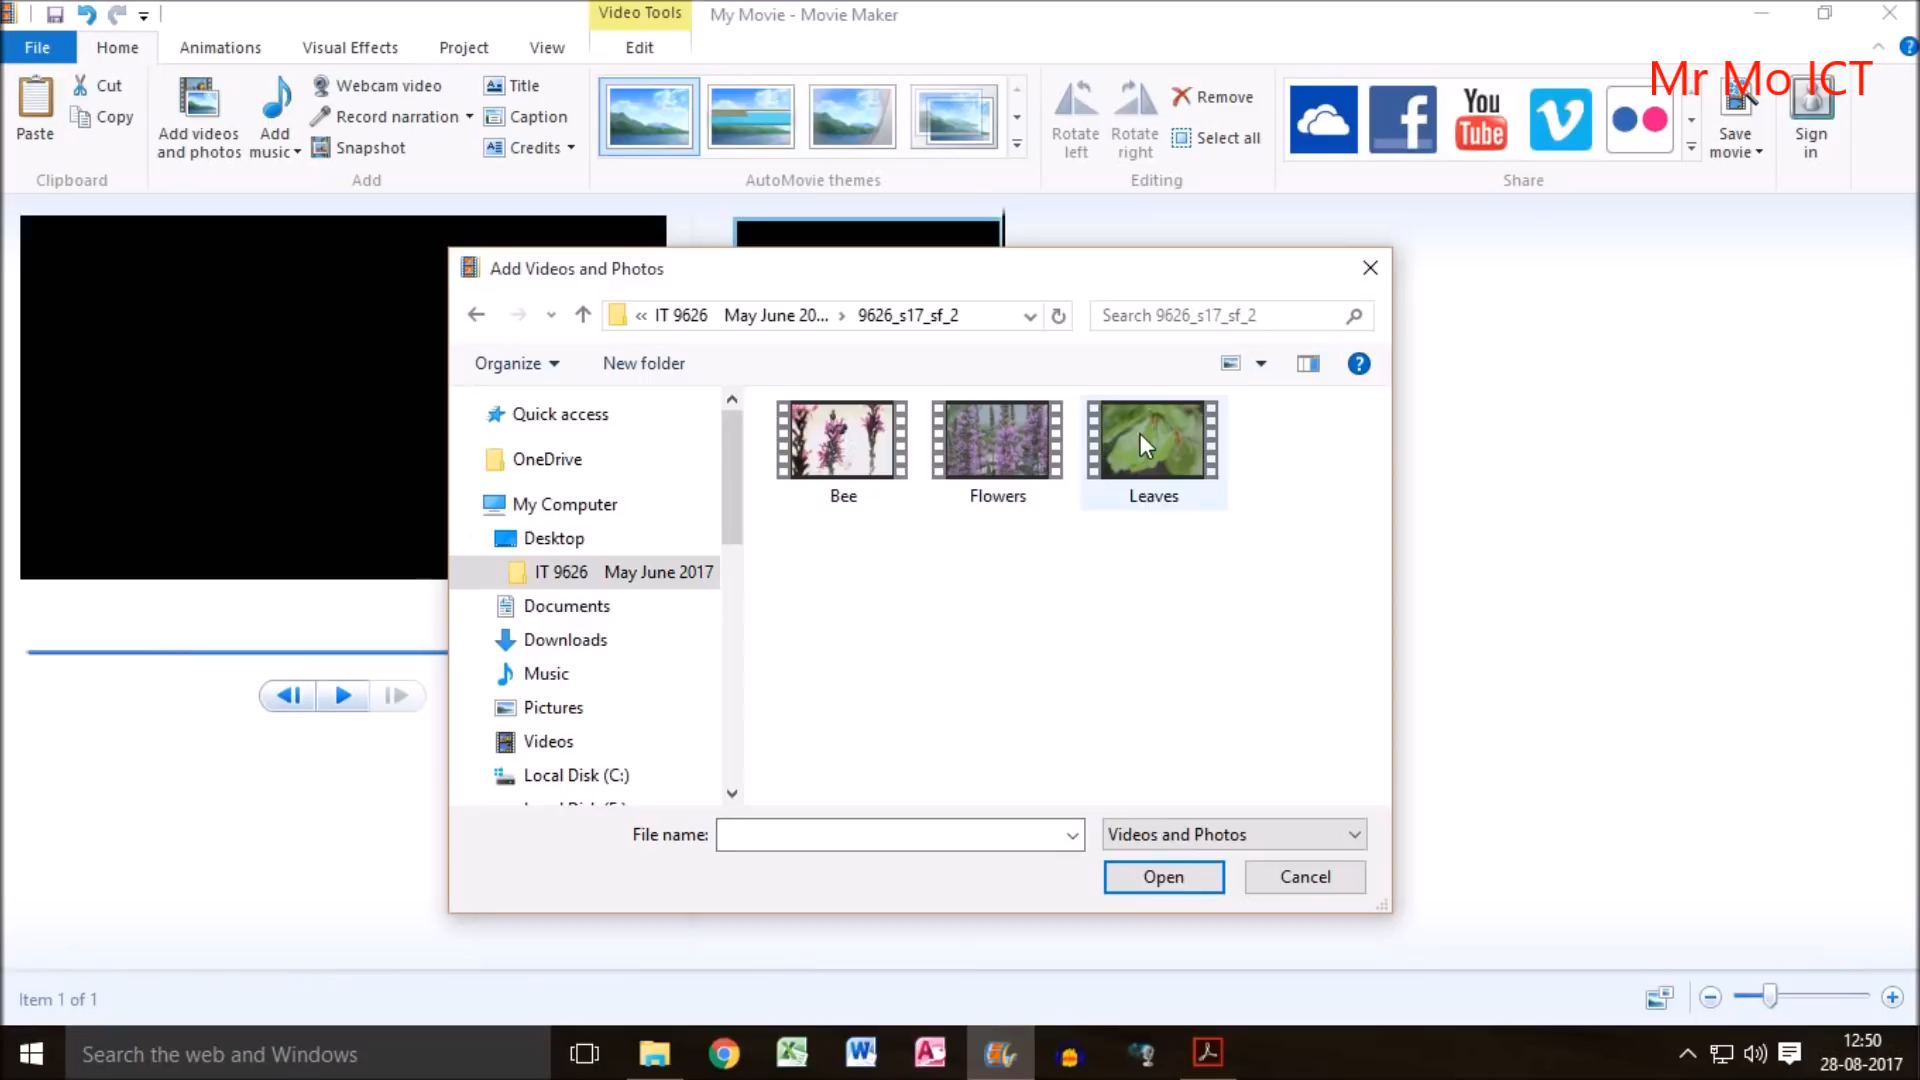 Video Tools
My Movie - Movie Maker
File
Home
Animations
Visual Effects
Project
View
Edit
Mr Mo ICT
Paste
Cut
Copy
Clipboard
Add videos
and photos
Add
music
Webcam video
Record narration
Snapshot
Title
Caption
Credits
Add
AutoMovie themes
Rotate
left
Rotate
right
Remove
Select all
Editing
You
Tube
Share
Save
movie
Sign
in
Add Videos and Photos
« IT 9626 May June 20... › 9626_s17_sf_2
Search 9626_s17_sf_2
Organize
New folder
Quick access
OneDrive
My Computer
Desktop
IT 9626 May June 2017
Documents
Downloads
Music
Pictures
Videos
Local Disk (C:)
Bee
Flowers
Leaves
File name:
Videos and Photos
Open
Cancel
Item 1 of 1
Search the web and Windows
12:50
28-08-2017